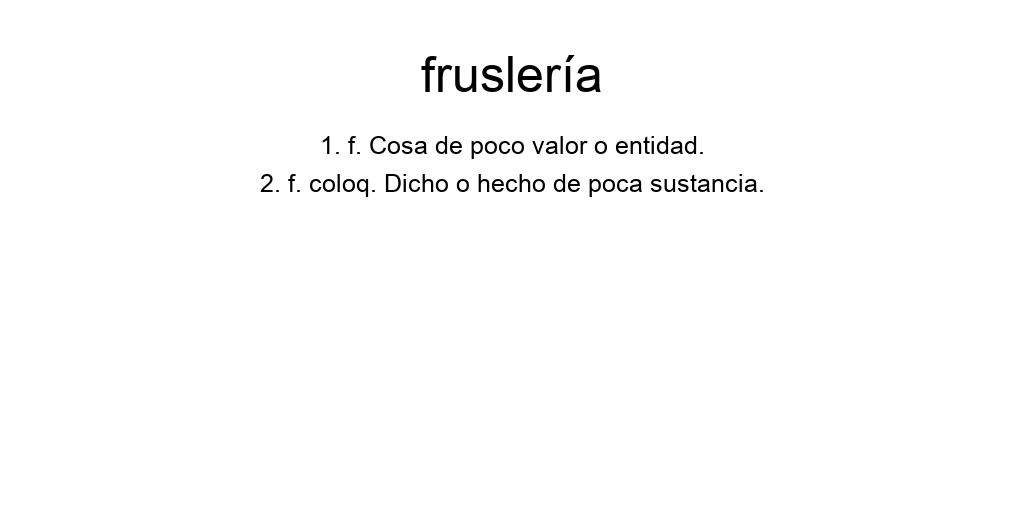 fruslería
1. f. Cosa de poco valor o entidad.
2. f. coloq. Dicho o hecho de poca sustancia.